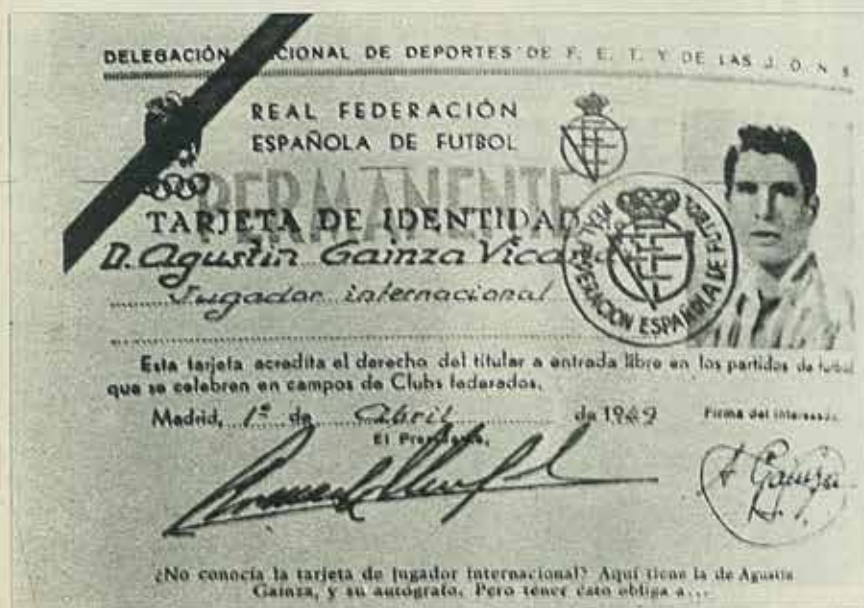 DELEGACIÓN NACIONAL DE DEPORTES DE F. E. T. Y DE LAS J. O. N. S.
REAL FEDERACIÓN
ESPAÑOLA DE FUTBOL
PERMANENTE
TARJETA DE IDENTIDAD
D. Agustín Gainza
Jugador internacional
REAL FEDERACION ESPAÑOLA DE FUTBOL
Esta tarjeta acredita el derecho del titular a entrada libre en los partidos de futbol
que se celebren en campos de Clubs federados.
Madrid, 1º de Abril de 1949
Firma del interesado
El Presidente,
A Gainza
¿No conocía la tarjeta de jugador internacional? Aquí tiene la de Agustín
Gainza, y su autógrafo. Pero tener esto obliga a...